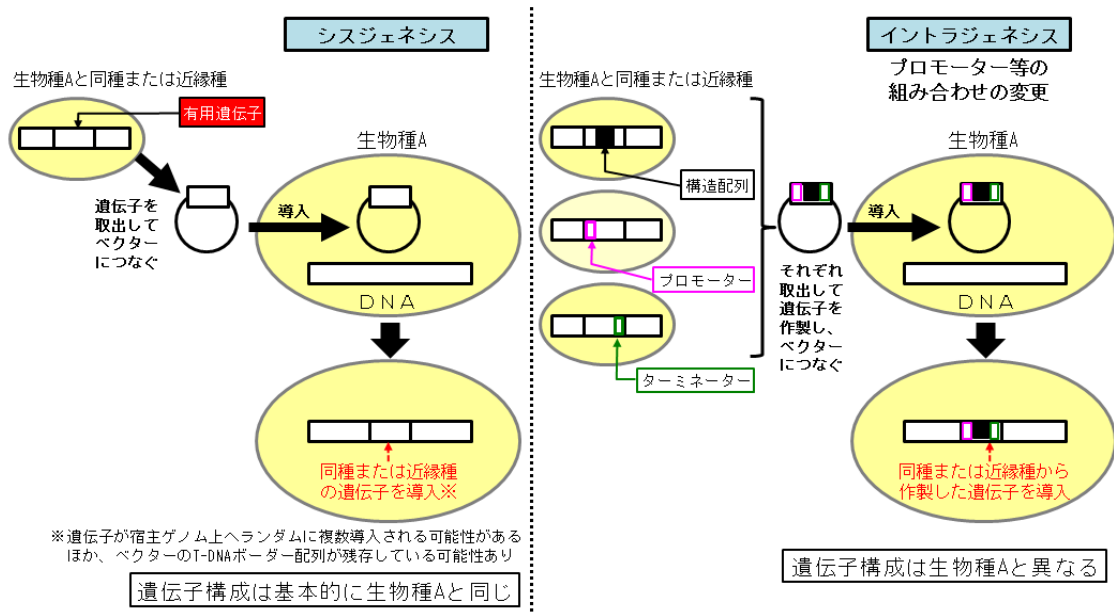 シスジェネシス
生物種Aと同種または近縁種
有用遺伝子
生物種A
遺伝子を
取出して
ベクター
につなぐ
導入
DNA
同種または近縁種
の遺伝子を導入※
※遺伝子が宿主ゲノム上へランダムに複数導入される可能性がある
ほか、ベクターのT-DNAボーダー配列が残存している可能性あり
遺伝子構成は基本的に生物種Aと同じ
イントラジェネシス
プロモーター等の
組み合わせの変更
生物種Aと同種または近縁種
構造配列
プロモーター
ターミネーター
それぞれ
取出して
遺伝子を
作製し、
ベクター
につなぐ
導入
生物種A
DNA
同種または近縁種から
作製した遺伝子を導入
遺伝子構成は生物種Aと異なる